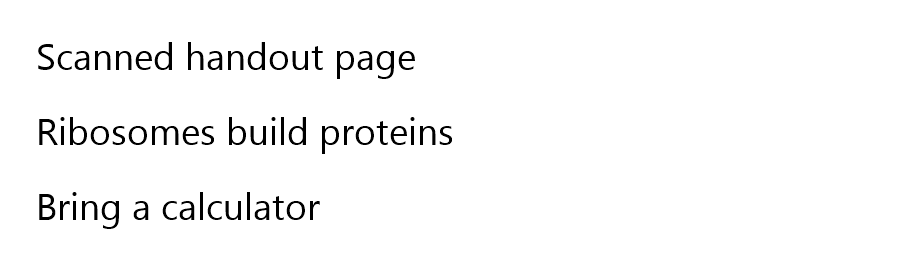 Scanned handout page
Ribosomes build proteins
Bring a calculator